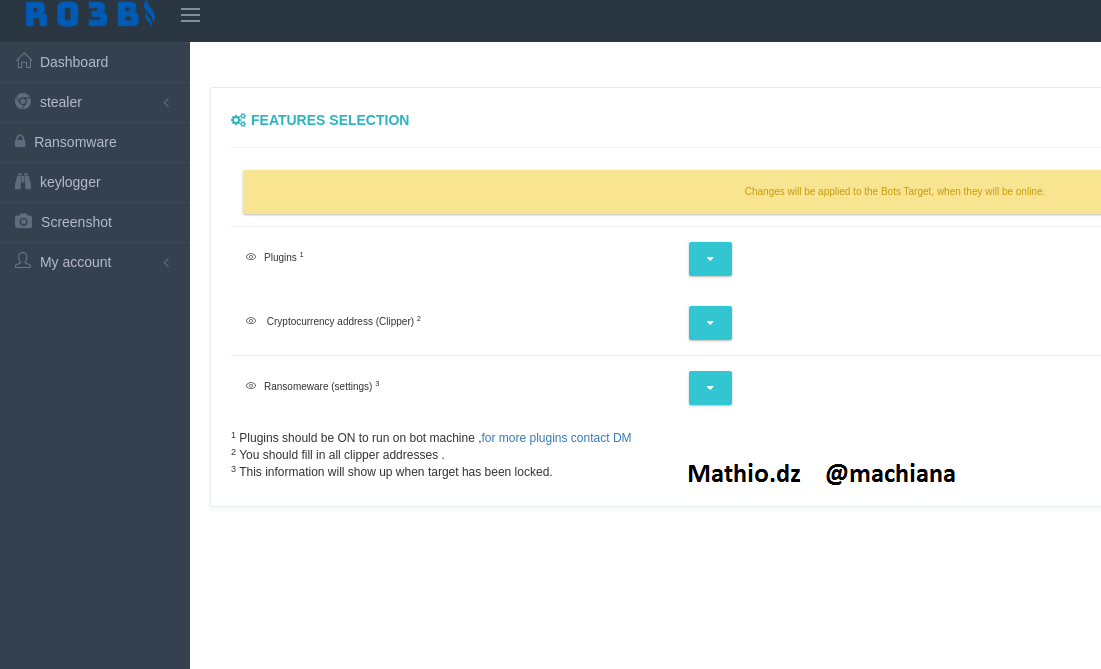 RO3B
Dashboard
stealer
Ransomware
keylogger
Screenshot
My account
FEATURES SELECTION
Changes will be applied to the Bots Target, when they will be online.
Plugins 1
Cryptocurrency address (Clipper) 2
Ransomeware (settings) 3
1 Plugins should be ON to run on bot machine ,for more plugins contact DM
2 You should fill in all clipper addresses .
3 This information will show up when target has been locked.
Mathio.dz @machiana